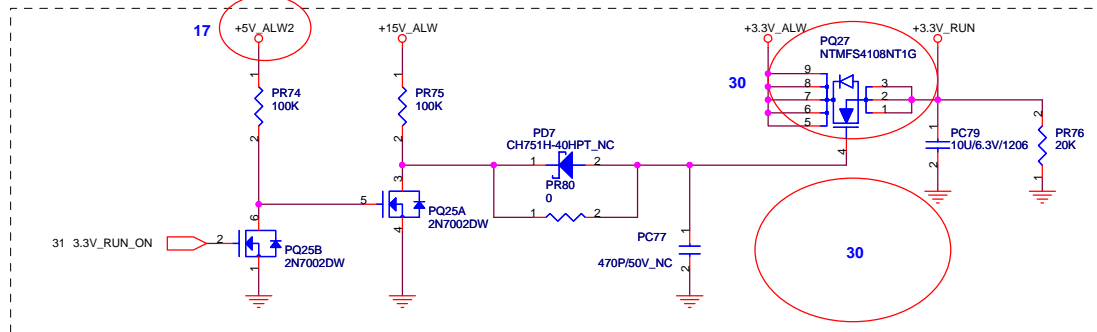 17
+5V_ALW2
+15V_ALW
+3.3V_ALW
+3.3V_RUN
PQ27
NTMFS4108NT1G
30
9
8
7
6
5
3
2
1
4
1
PR74
100K
2
1
PR75
100K
2
PD7
CH751H-40HPT_NC
1
2
PR80
0
1
2
1
PC79
10U/6.3V/1206
2
2
PR76
20K
1
3
5
PQ25A
2N7002DW
4
6
31 3.3V_RUN_ON
2
PQ25B
2N7002DW
1
PC77
1
470P/50V_NC
2
30